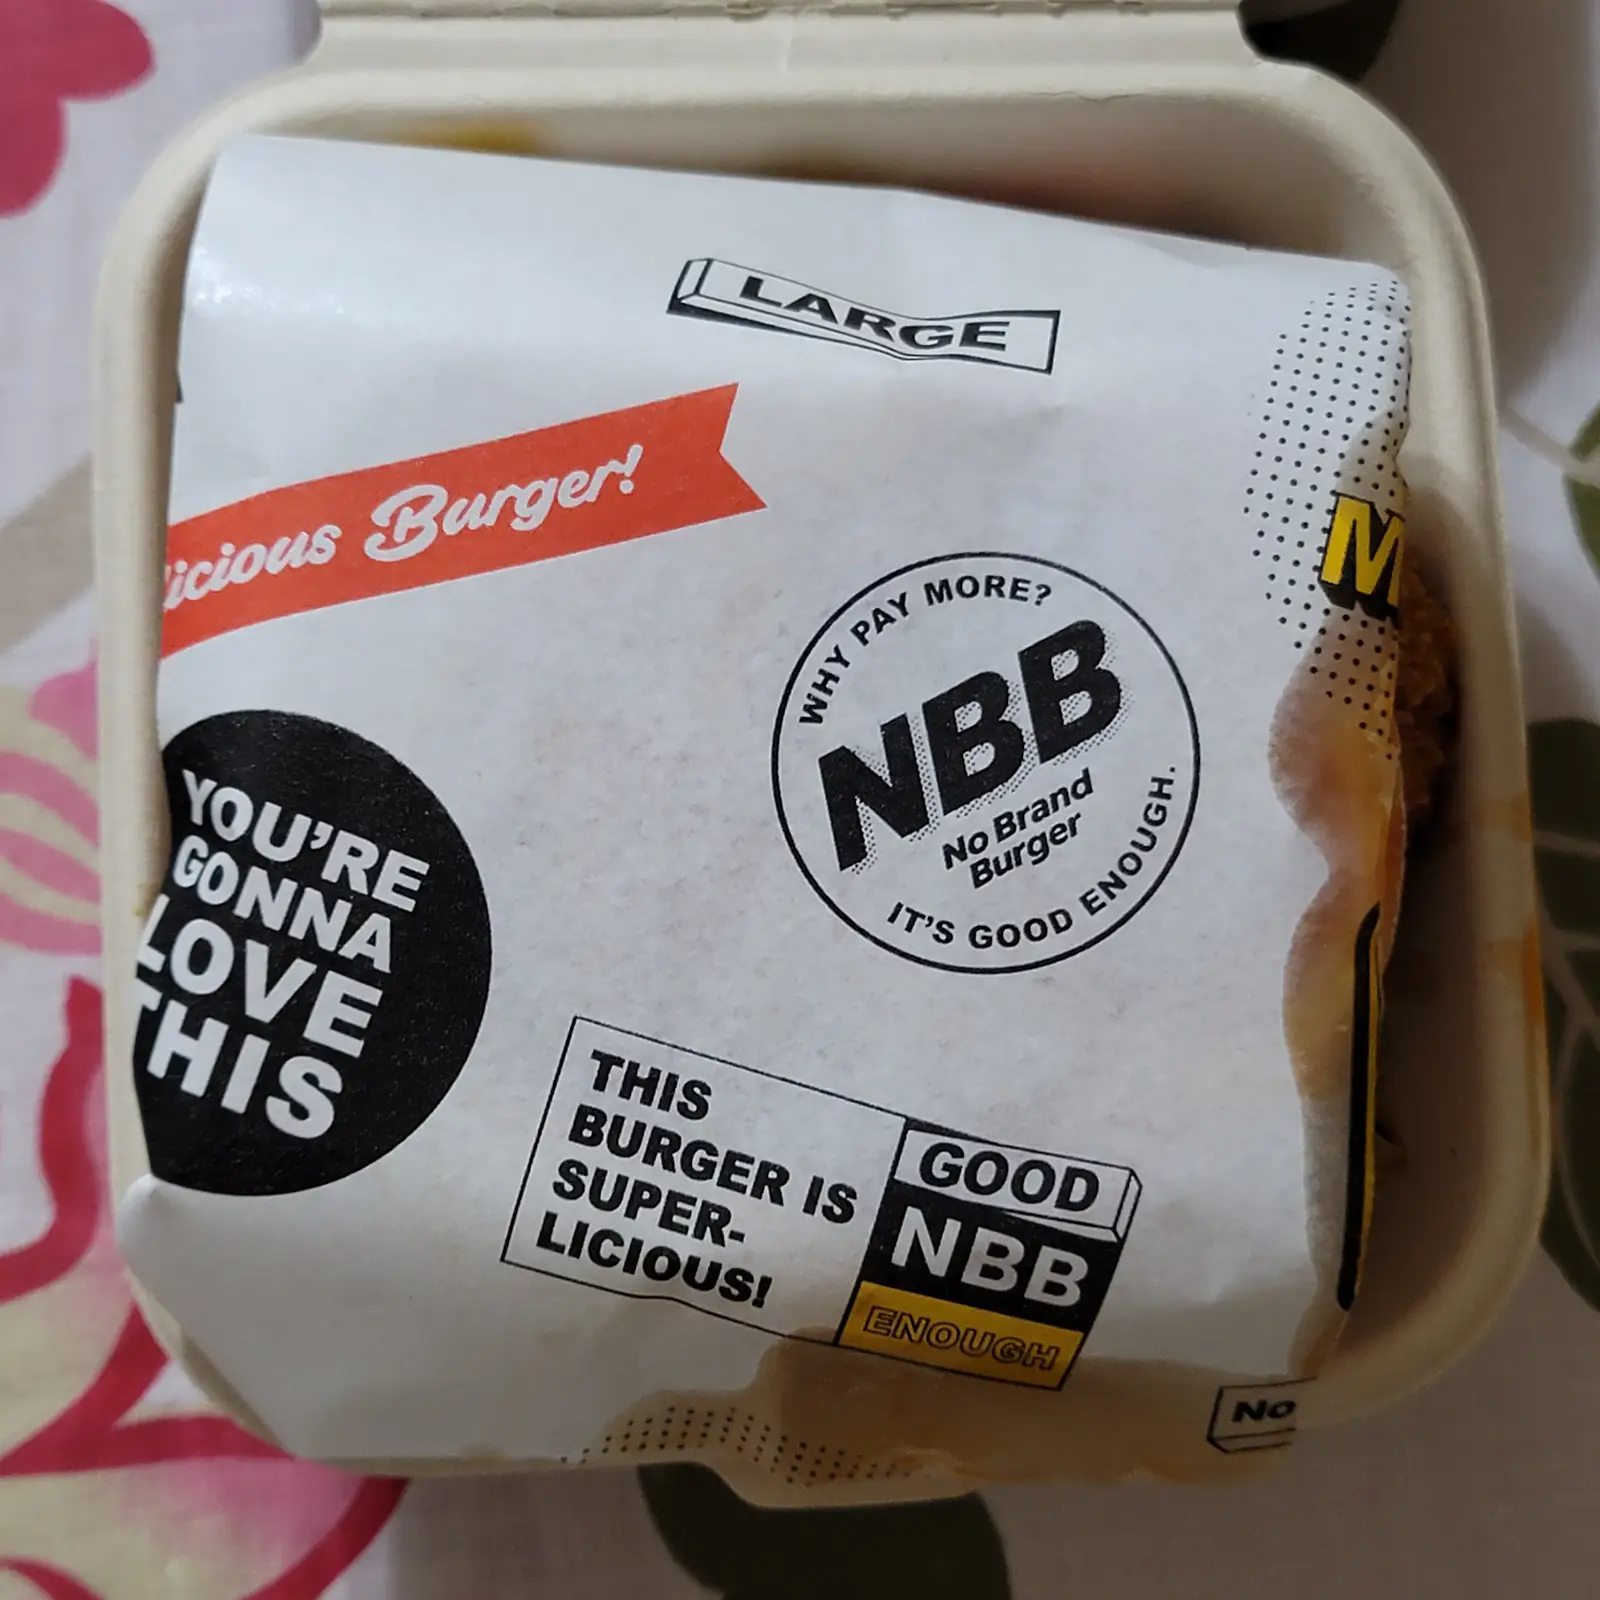 LARGE
icious Burger!
WHY PAY MORE?
NBB
No Brand
Burger
IT'S GOOD ENOUGH.
YOU'RE
GONNA
LOVE
THIS
THIS
BURGER IS
SUPER-
LICIOUS!
GOOD
NBB
ENOUGH
No